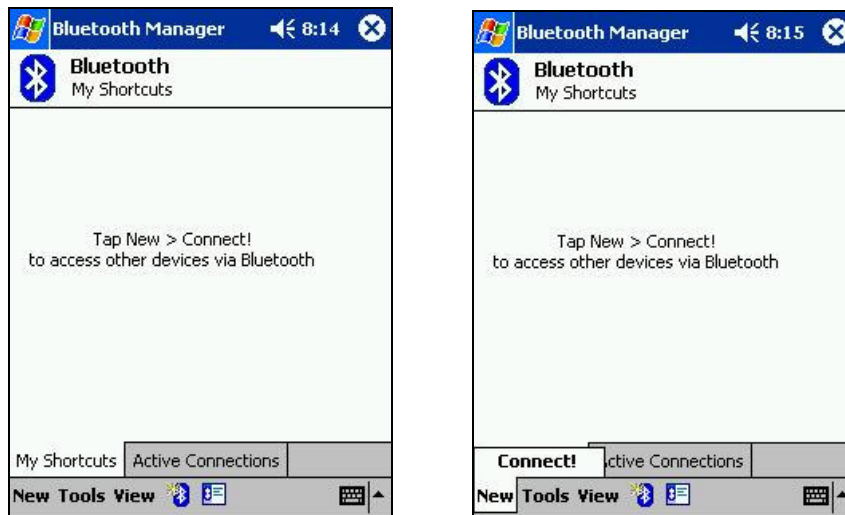 Bluetooth Manager 8:14
Bluetooth
My Shortcuts
Tap New > Connect!
to access other devices via Bluetooth
My Shortcuts Active Connections
New Tools View
Bluetooth Manager 8:15
Bluetooth
My Shortcuts
Tap New > Connect!
to access other devices via Bluetooth
Connect! ctive Connections
New Tools View